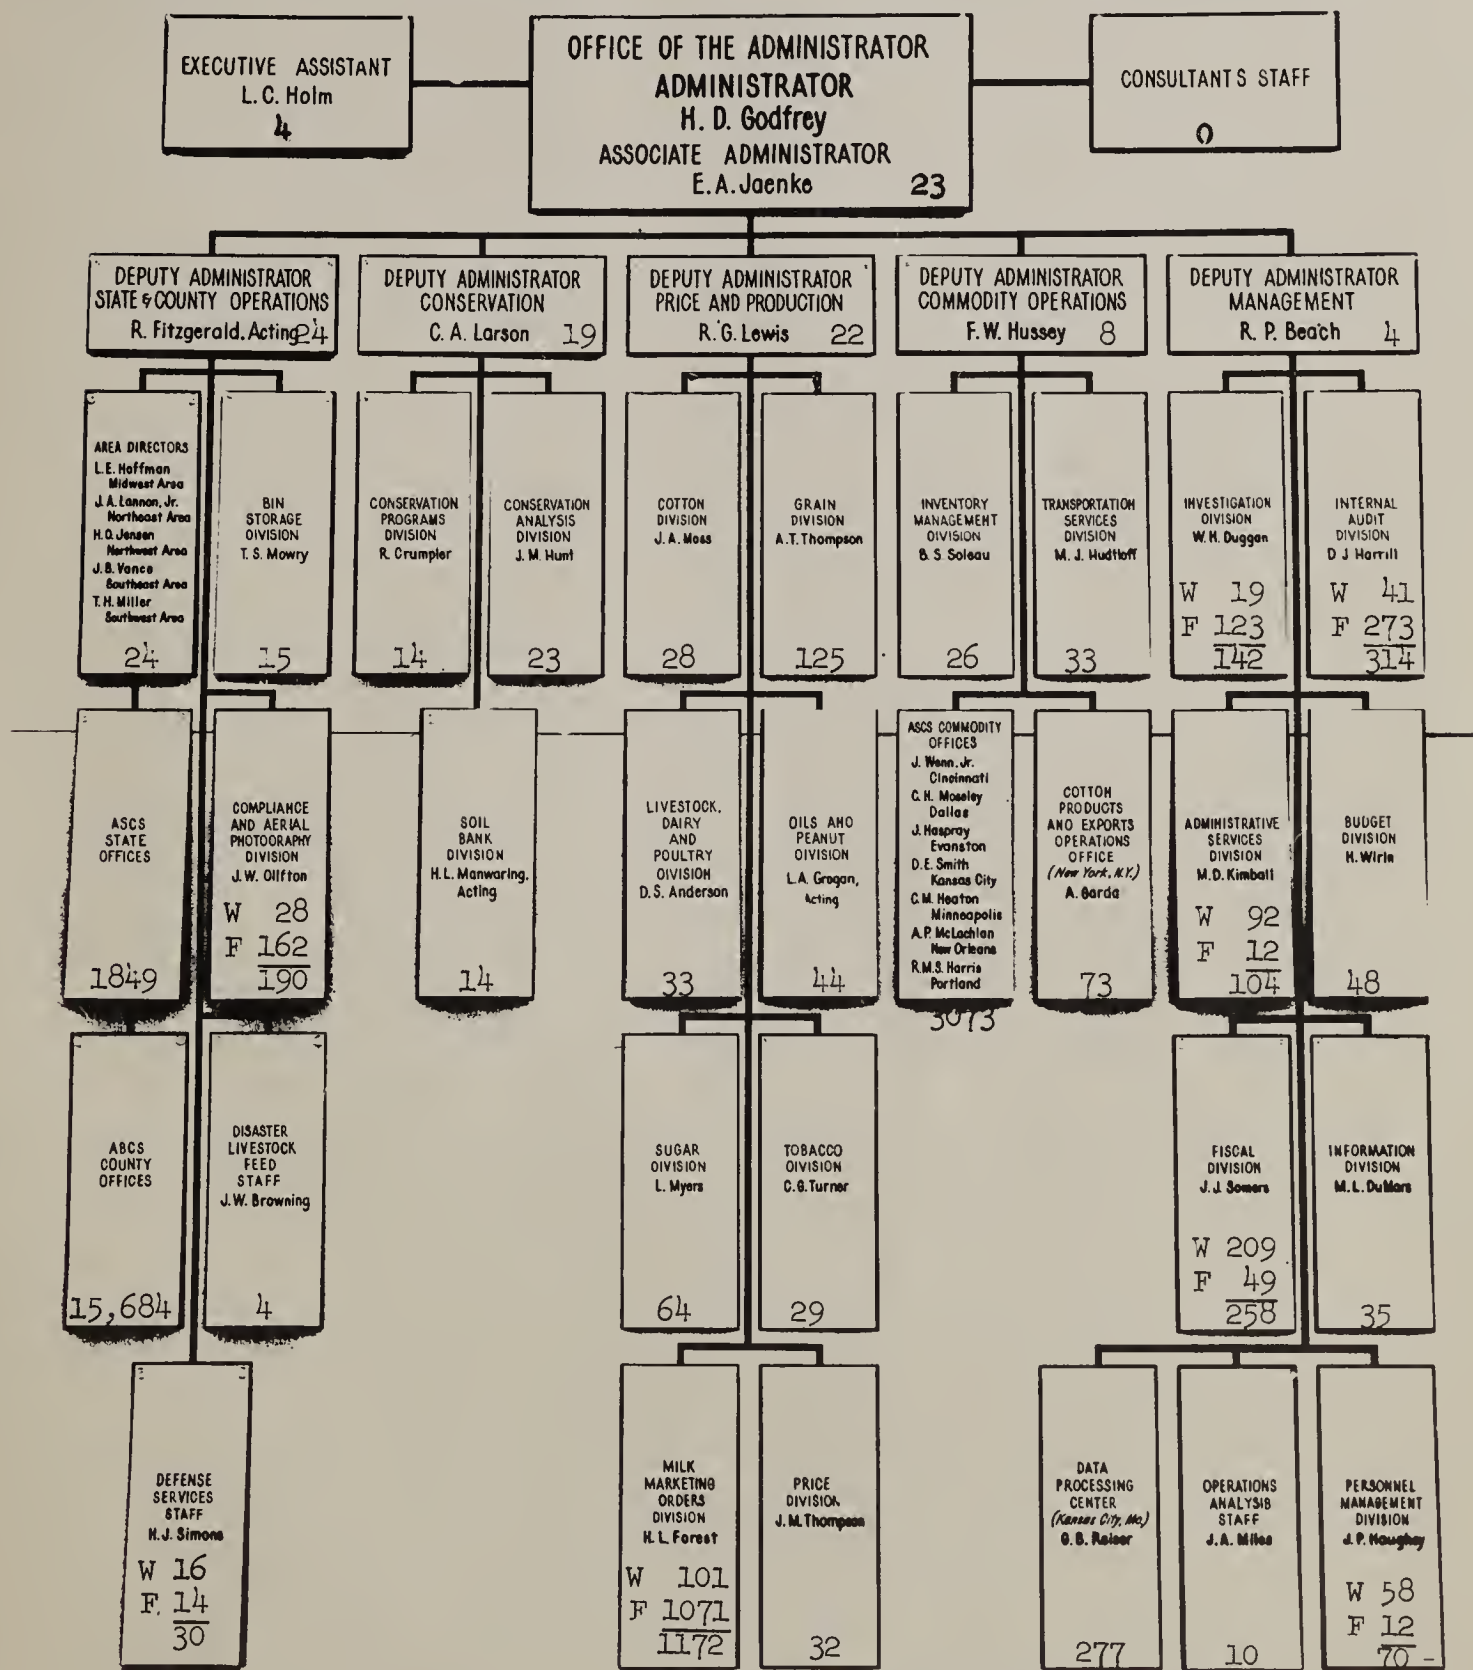 EXECUTIVE ASSISTANT
L. C. Holm
4
OFFICE OF THE ADMINISTRATOR
ADMINISTRATOR
H. D. Godfrey
ASSOCIATE ADMINISTRATOR
E. A. Jaenke 23
CONSULTANTS STAFF
0
DEPUTY ADMINISTRATOR
STATE & COUNTY OPERATIONS
R. Fitzgerald, Acting 24
DEPUTY ADMINISTRATOR
CONSERVATION
C. A. Larson 19
DEPUTY ADMINISTRATOR
PRICE AND PRODUCTION
R. G. Lewis 22
DEPUTY ADMINISTRATOR
COMMODITY OPERATIONS
F. W. Hussey 8
DEPUTY ADMINISTRATOR
MANAGEMENT
R. P. Beach 4
AREA DIRECTORS
L. E. Hoffman
Midwest Area
J. A. Lannon, Jr.
Northeast Area
H. O. Jensen
Northwest Area
J. B. Vance
Southeast Area
T. H. Miller
Southwest Area
24
BIN
STORAGE
DIVISION
T. S. Mowry
15
CONSERVATION
PROGRAMS
DIVISION
R. Crumpler
14
CONSERVATION
ANALYSIS
DIVISION
J. M. Hunt
23
COTTON
DIVISION
J. A. Moss
28
GRAIN
DIVISION
A. T. Thompson
125
INVENTORY
MANAGEMENT
DIVISION
B. S. Soleau
26
TRANSPORTATION
SERVICES
DIVISION
M. J. Hudtloff
33
INVESTIGATION
DIVISION
W. H. Duggan
W 19
F 123
142
INTERNAL
AUDIT
DIVISION
D J Harrill
W 41
F 273
314
ASCS
STATE
OFFICES
1849
COMPLIANCE
AND AERIAL
PHOTOGRAPHY
DIVISION
J. W. Clifton
W 28
F 162
190
SOIL
BANK
DIVISION
H. L. Manwaring,
Acting
14
LIVESTOCK,
DAIRY
AND
POULTRY
DIVISION
D. S. Anderson
33
OILS AND
PEANUT
DIVISION
L. A. Grogan,
Acting
44
ASCS COMMODITY
OFFICES
J. Wenn, Jr.
Cincinnati
C. H. Moseley
Dallas
J. Haspray
Evanston
D. E. Smith
Kansas City
C. M. Heaton
Minneapolis
A. P. McLachlan
New Orleans
R. M. S. Harris
Portland
3073
COTTON
PRODUCTS
AND EXPORTS
OPERATIONS
OFFICE
(New York, N.Y.)
A. Garda
73
ADMINISTRATIVE
SERVICES
DIVISION
M. D. Kimball
W 92
F 12
104
BUDGET
DIVISION
H. Wirin
48
ASCS
COUNTY
OFFICES
15,684
DISASTER
LIVESTOCK
FEED
STAFF
J. W. Browning
4
SUGAR
DIVISION
L. Myers
64
TOBACCO
DIVISION
C. G. Turner
29
FISCAL
DIVISION
J. J. Somers
W 209
F 49
258
INFORMATION
DIVISION
M. L. DuMars
35
DEFENSE
SERVICES
STAFF
H. J. Simons
W 16
F. 14
30
MILK
MARKETING
ORDERS
DIVISION
H. L. Forest
W 101
F 1071
1172
PRICE
DIVISION
J. M. Thompson
32
DATA
PROCESSING
CENTER
(Kansas City, Mo.)
G. B. Reiser
277
OPERATIONS
ANALYSIS
STAFF
J. A. Miles
10
PERSONNEL
MANAGEMENT
DIVISION
J. P. Haughey
W 58
F 12
70 -